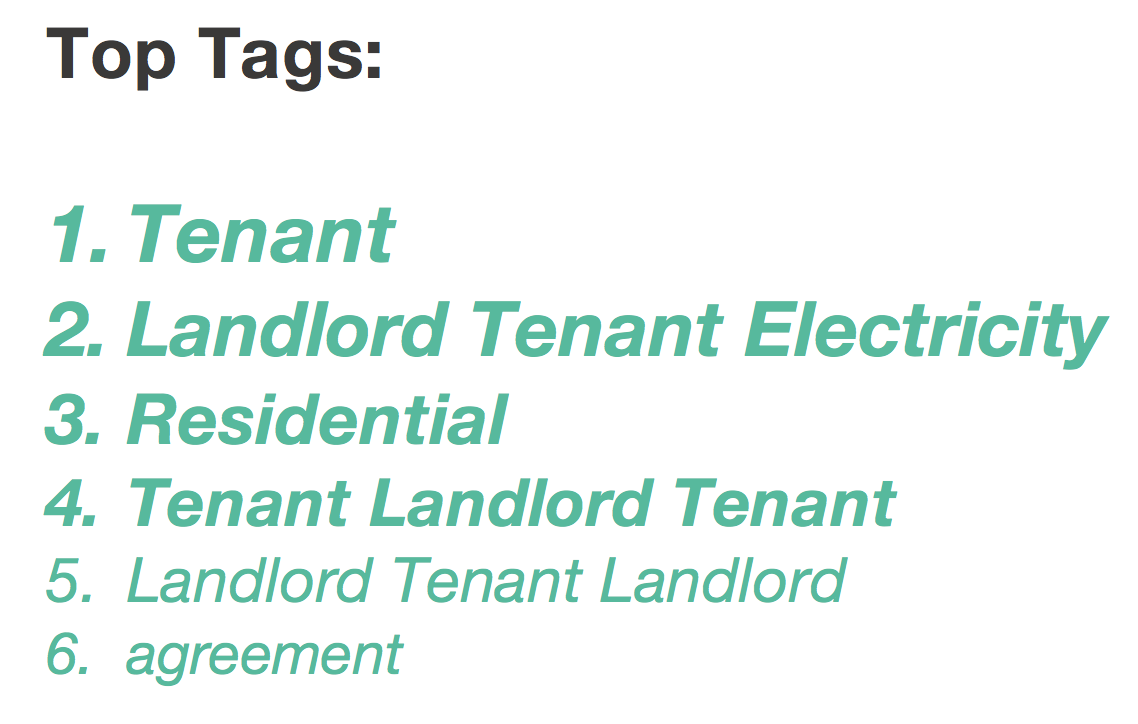 Top Tags:
1. Tenant
2. Landlord Tenant Electricity
3. Residential
4. Tenant Landlord Tenant
5. Landlord Tenant Landlord
6. agreement